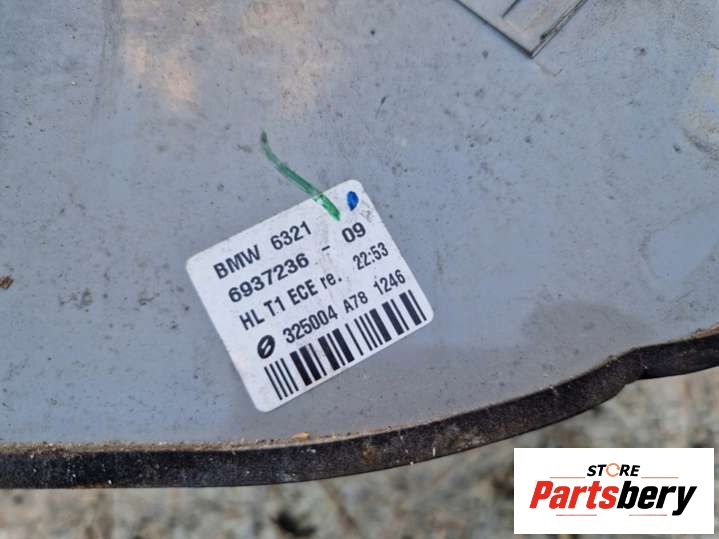 BMW 6321
6937236 - 09
HL T1 ECE re. 22:53
325004 A78 1246
STORE
Partsbery